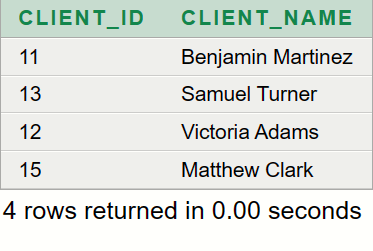 CLIENT_ID CLIENT_NAME
11 Benjamin Martinez
13 Samuel Turner
12 Victoria Adams
15 Matthew Clark
4 rows returned in 0.00 seconds